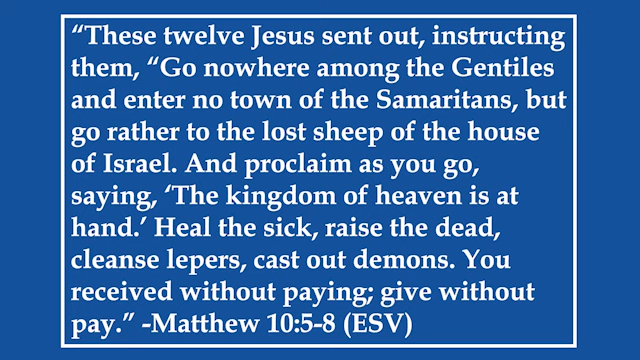 “These twelve Jesus sent out, instructing
them, “Go nowhere among the Gentiles
and enter no town of the Samaritans, but
go rather to the lost sheep of the house
of Israel. And proclaim as you go,
saying, ‘The kingdom of heaven is at
hand.’ Heal the sick, raise the dead,
cleanse lepers, cast out demons. You
received without paying; give without
pay.” -Matthew 10:5-8 (ESV)